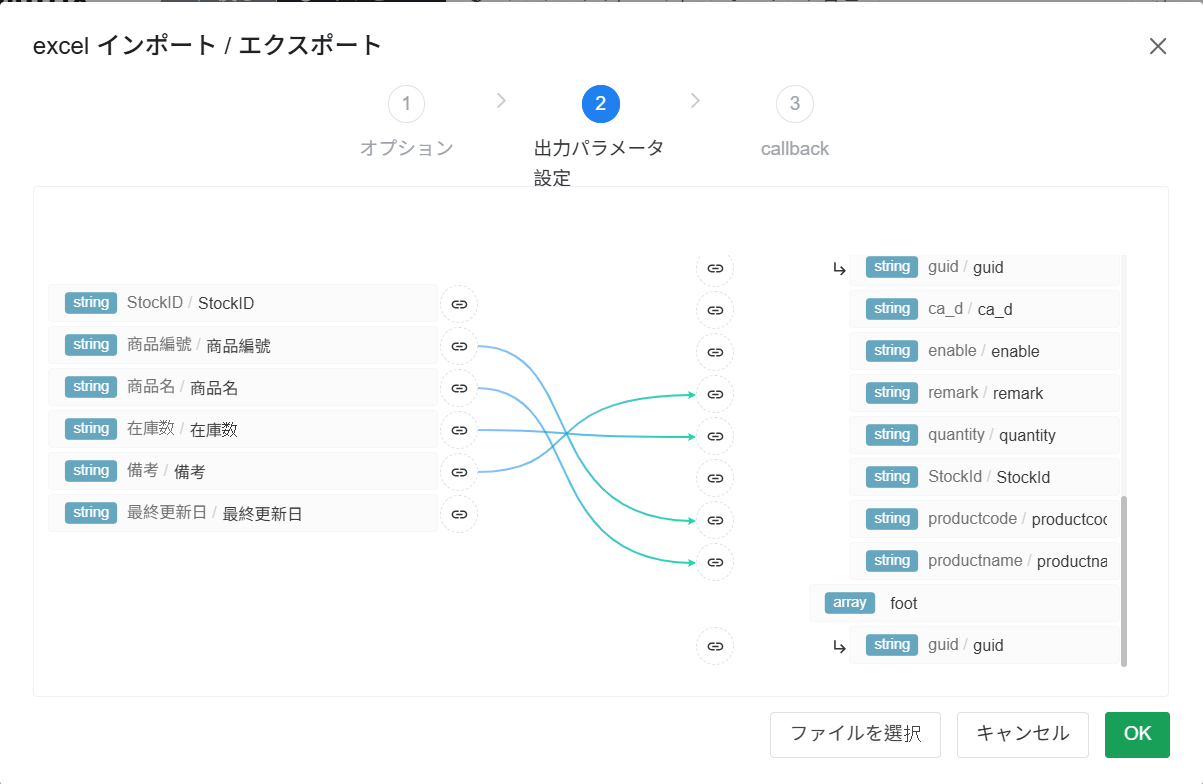 excel インポート / エクスポート
1
2
3
オプション
出力パラメータ
設定
callback
string StockID / StockID
string 商品編號 / 商品編號
string 商品名 / 商品名
string 在庫数 / 在庫数
string 備考 / 備考
string 最終更新日 / 最終更新日
string guid / guid
string ca_d / ca_d
string enable / enable
string remark / remark
string quantity / quantity
string StockId / StockId
string productcode / productcoc
string productname / productna
array foot
string guid / guid
ファイルを選択
キャンセル
OK